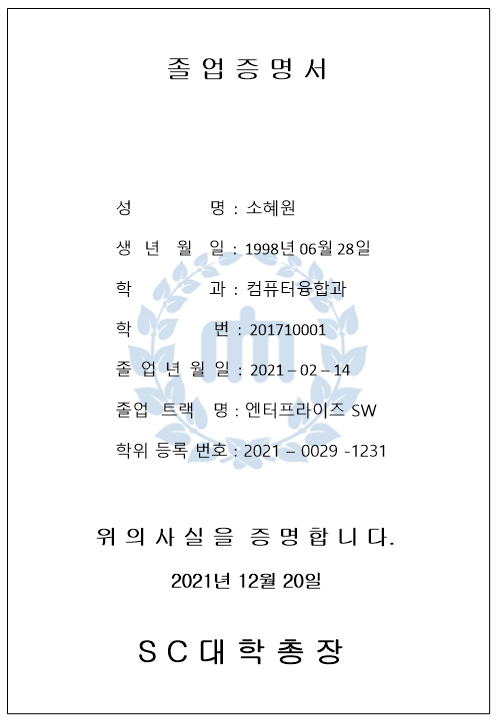 졸 업 증 명 서
성 명 : 소혜원
생 년 월 일 : 1998년 06월 28일
학 과 : 컴퓨터융합과
학 번 : 201710001
졸 업 년 월 일 : 2021 – 02 – 14
졸업 트랙 명 : 엔터프라이즈 SW
학위 등록 번호 : 2021 – 0029 -1231
위 의 사 실 을 증 명 합 니 다.
2021년 12월 20일
S C 대 학 총 장